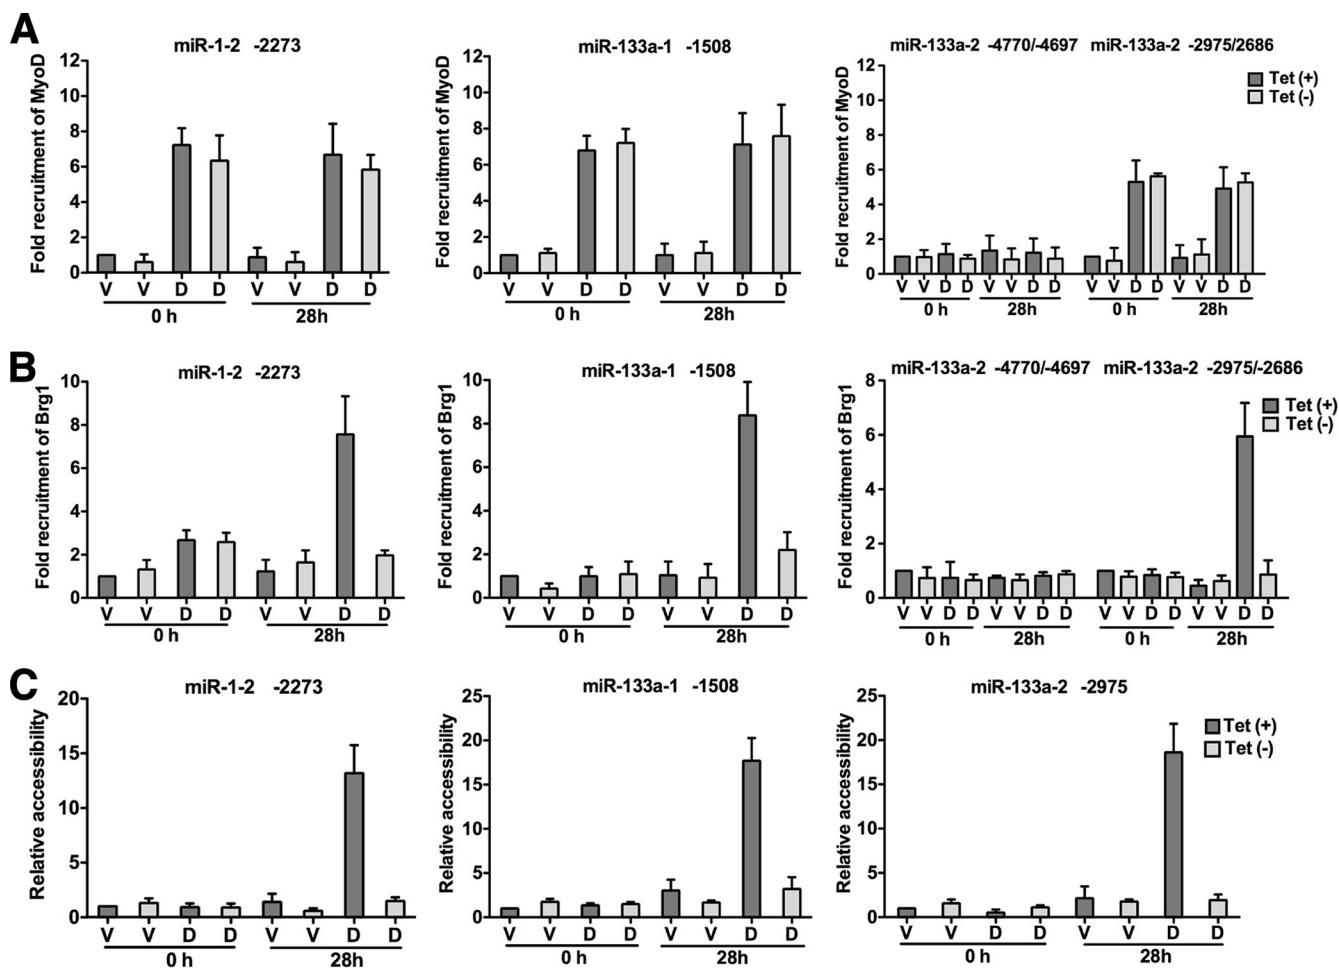 A
miR-1-2 -2273
Fold recruitment of MyoD
12
10
8
6
4
2
0
V V D D V V D D
0 h 28h
miR-133a-1 -1508
Fold recruitment of MyoD
12
10
8
6
4
2
0
V V D D V V D D
0 h 28h
miR-133a-2 -4770/-4697 miR-133a-2 -2975/2686
Fold recruitment of MyoD
12
10
8
6
4
2
0
V V D D V V D D V V D D V V D D
0 h 28h 0 h 28h
Tet (+)
Tet (-)
B
miR-1-2 -2273
Fold recruitment of Brg1
10
8
6
4
2
0
V V D D V V D D
0 h 28h
miR-133a-1 -1508
Fold recruitment of Brg1
10
8
6
4
2
0
V V D D V V D D
0 h 28h
miR-133a-2 -4770/-4697 miR-133a-2 -2975/-2686
Fold recruitment of Brg1
8
6
4
2
0
V V D D V V D D V V D D V V D D
0 h 28h 0 h 28h
Tet (+)
Tet (-)
C
miR-1-2 -2273
Relative accessibility
20
15
10
5
0
V V D D V V D D
0 h 28h
miR-133a-1 -1508
Relative accessibility
25
20
15
10
5
0
V V D D V V D D
0 h 28h
miR-133a-2 -2975
Relative accessibility
25
20
15
10
5
0
V V D D V V D D
0 h 28h
Tet (+)
Tet (-)